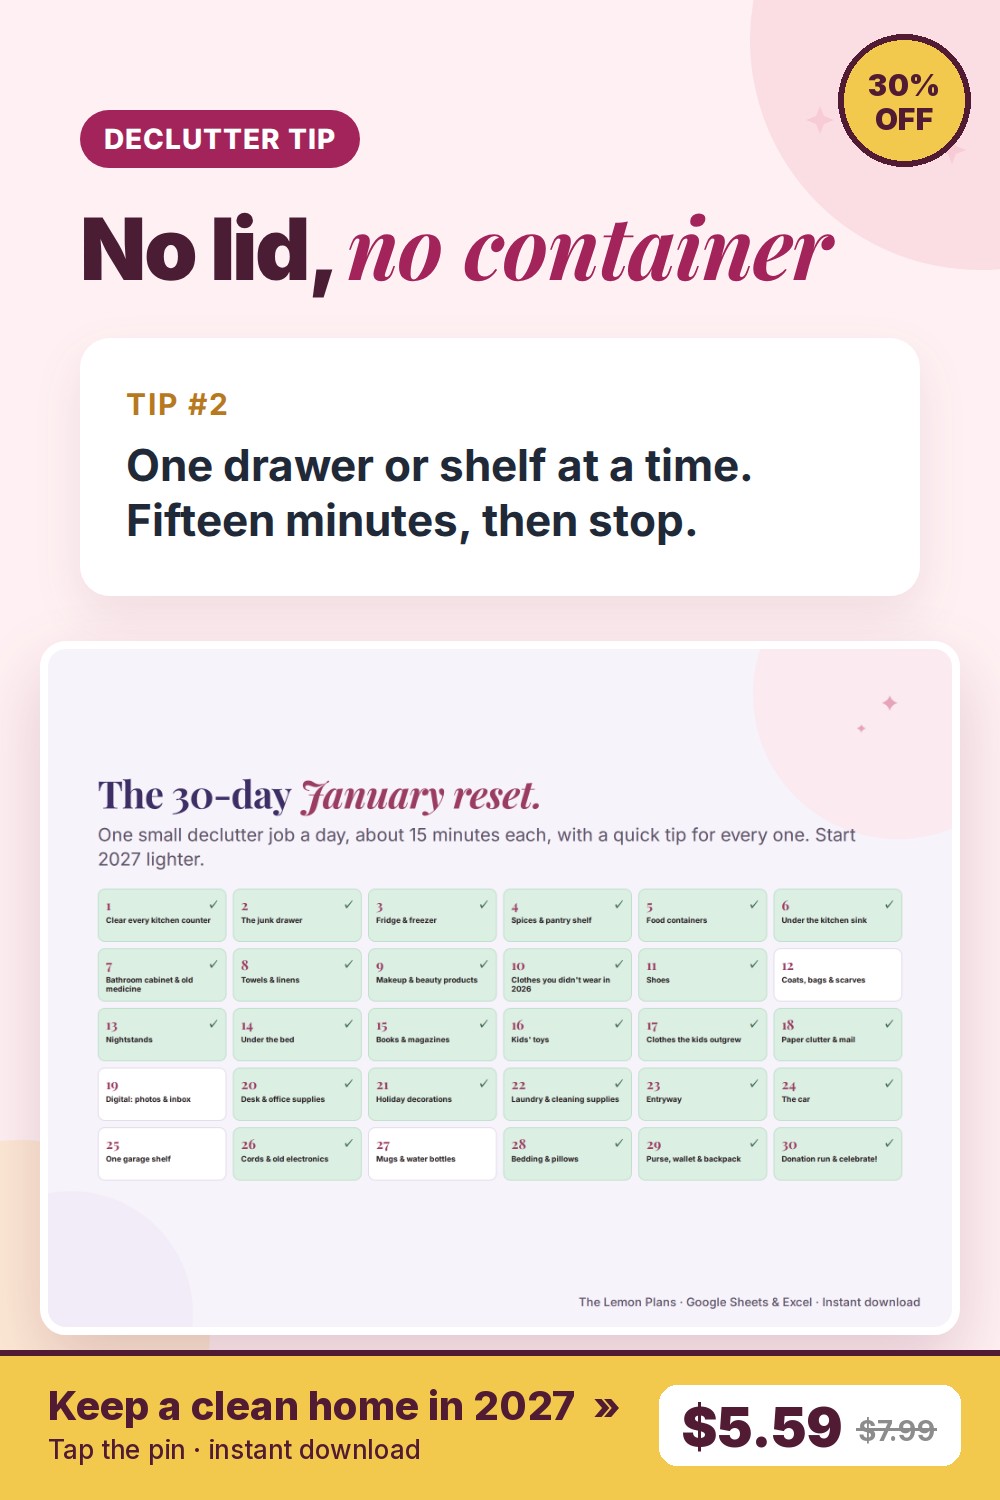 30%
OFF
DECLUTTER TIP
No lid, no container
TIP #2
One drawer or shelf at a time.
Fifteen minutes, then stop.
The 30-day January reset.
One small declutter job a day, about 15 minutes each, with a quick tip for every one. Start
2027 lighter.
1 ✓
Clear every kitchen counter
2 ✓
The junk drawer
3 ✓
Fridge & freezer
4 ✓
Spices & pantry shelf
5 ✓
Food containers
6 ✓
Under the kitchen sink
7 ✓
Bathroom cabinet & old
medicine
8 ✓
Towels & linens
9 ✓
Makeup & beauty products
10 ✓
Clothes you didn't wear in
2026
11 ✓
Shoes
12
Coats, bags & scarves
13 ✓
Nightstands
14 ✓
Under the bed
15 ✓
Books & magazines
16 ✓
Kids' toys
17 ✓
Clothes the kids outgrew
18 ✓
Paper clutter & mail
19
Digital: photos & inbox
20 ✓
Desk & office supplies
21 ✓
Holiday decorations
22 ✓
Laundry & cleaning supplies
23 ✓
Entryway
24 ✓
The car
25
One garage shelf
26 ✓
Cords & old electronics
27
Mugs & water bottles
28 ✓
Bedding & pillows
29 ✓
Purse, wallet & backpack
30 ✓
Donation run & celebrate!
The Lemon Plans · Google Sheets & Excel · Instant download
Keep a clean home in 2027 »
Tap the pin · instant download
$5.59 $7.99